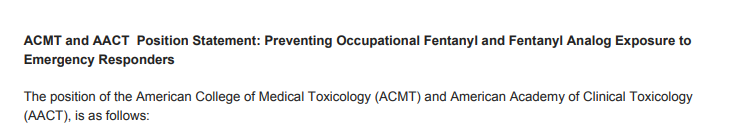 ACMT and AACT  Position Statement: Preventing Occupational Fentanyl and Fentanyl Analog Exposure to
Emergency Responders
The position of the American College of Medical Toxicology (ACMT) and American Academy of Clinical Toxicology
(AACT), is as follows: